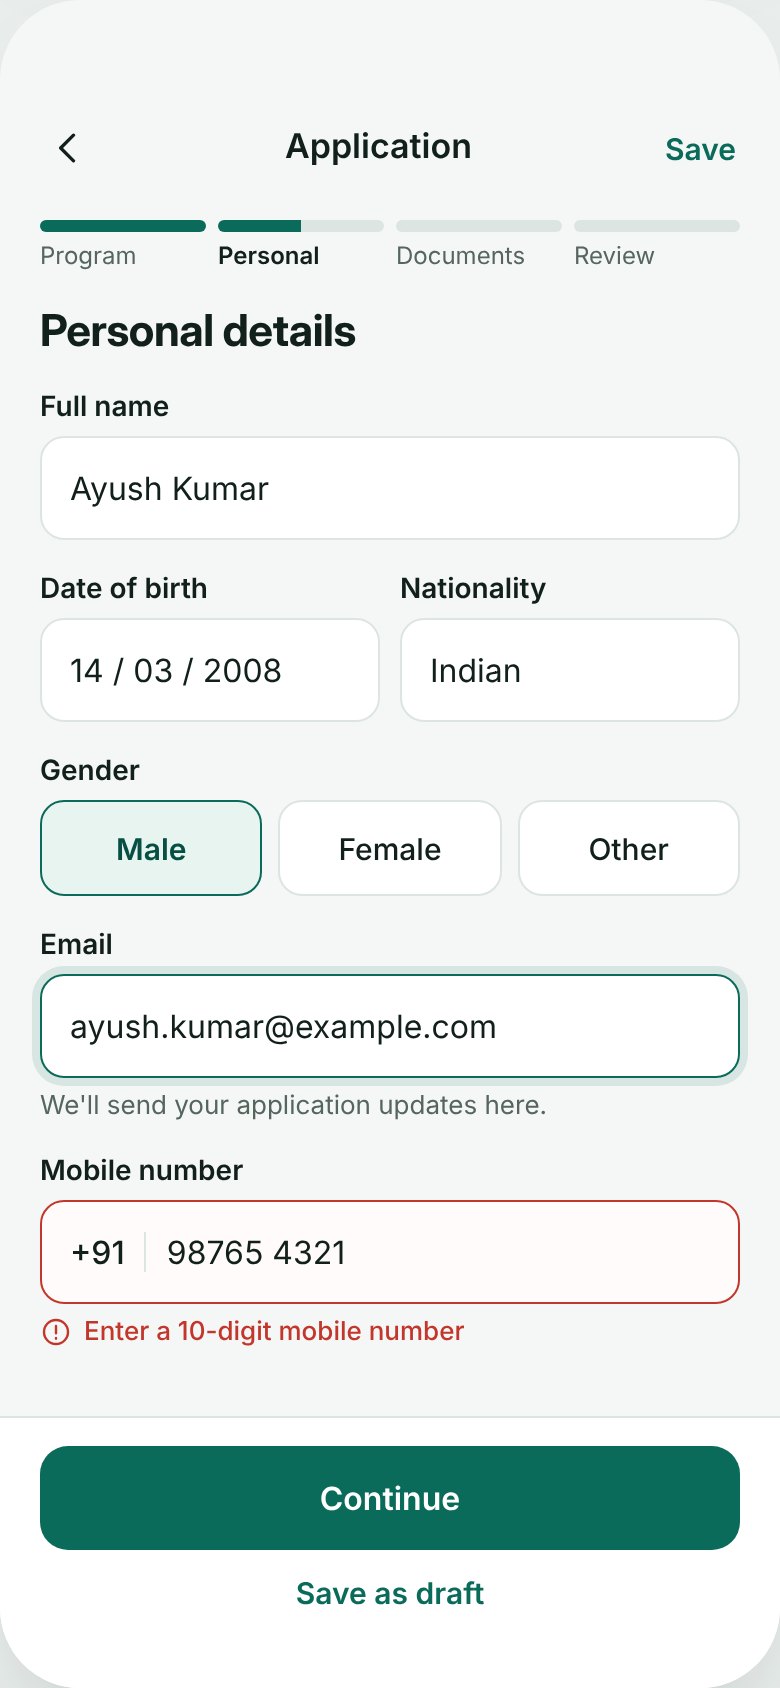 Application
Save
Program Personal Documents Review
Personal details
Full name
Ayush Kumar
Date of birth Nationality
14 / 03 / 2008 Indian
Gender
Male Female Other
Email
ayush.kumar@example.com
We'll send your application updates here.
Mobile number
+91 98765 4321
Enter a 10-digit mobile number
Continue
Save as draft